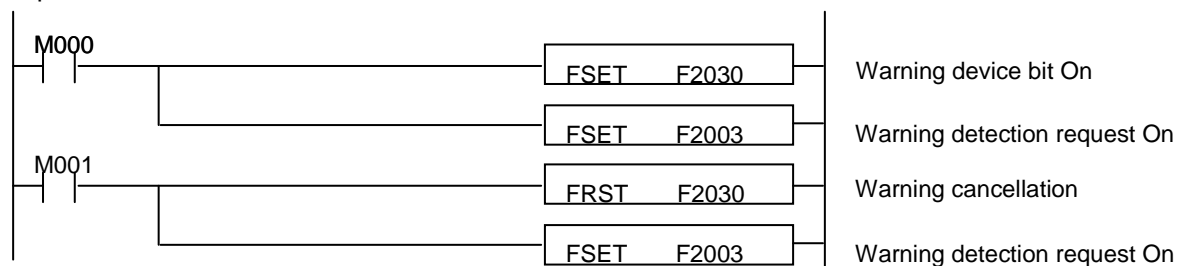 M000
FSET F2030 Warning device bit On
FSET F2003 Warning detection request On
M001
FRST F2030 Warning cancellation
FSET F2003 Warning detection request On